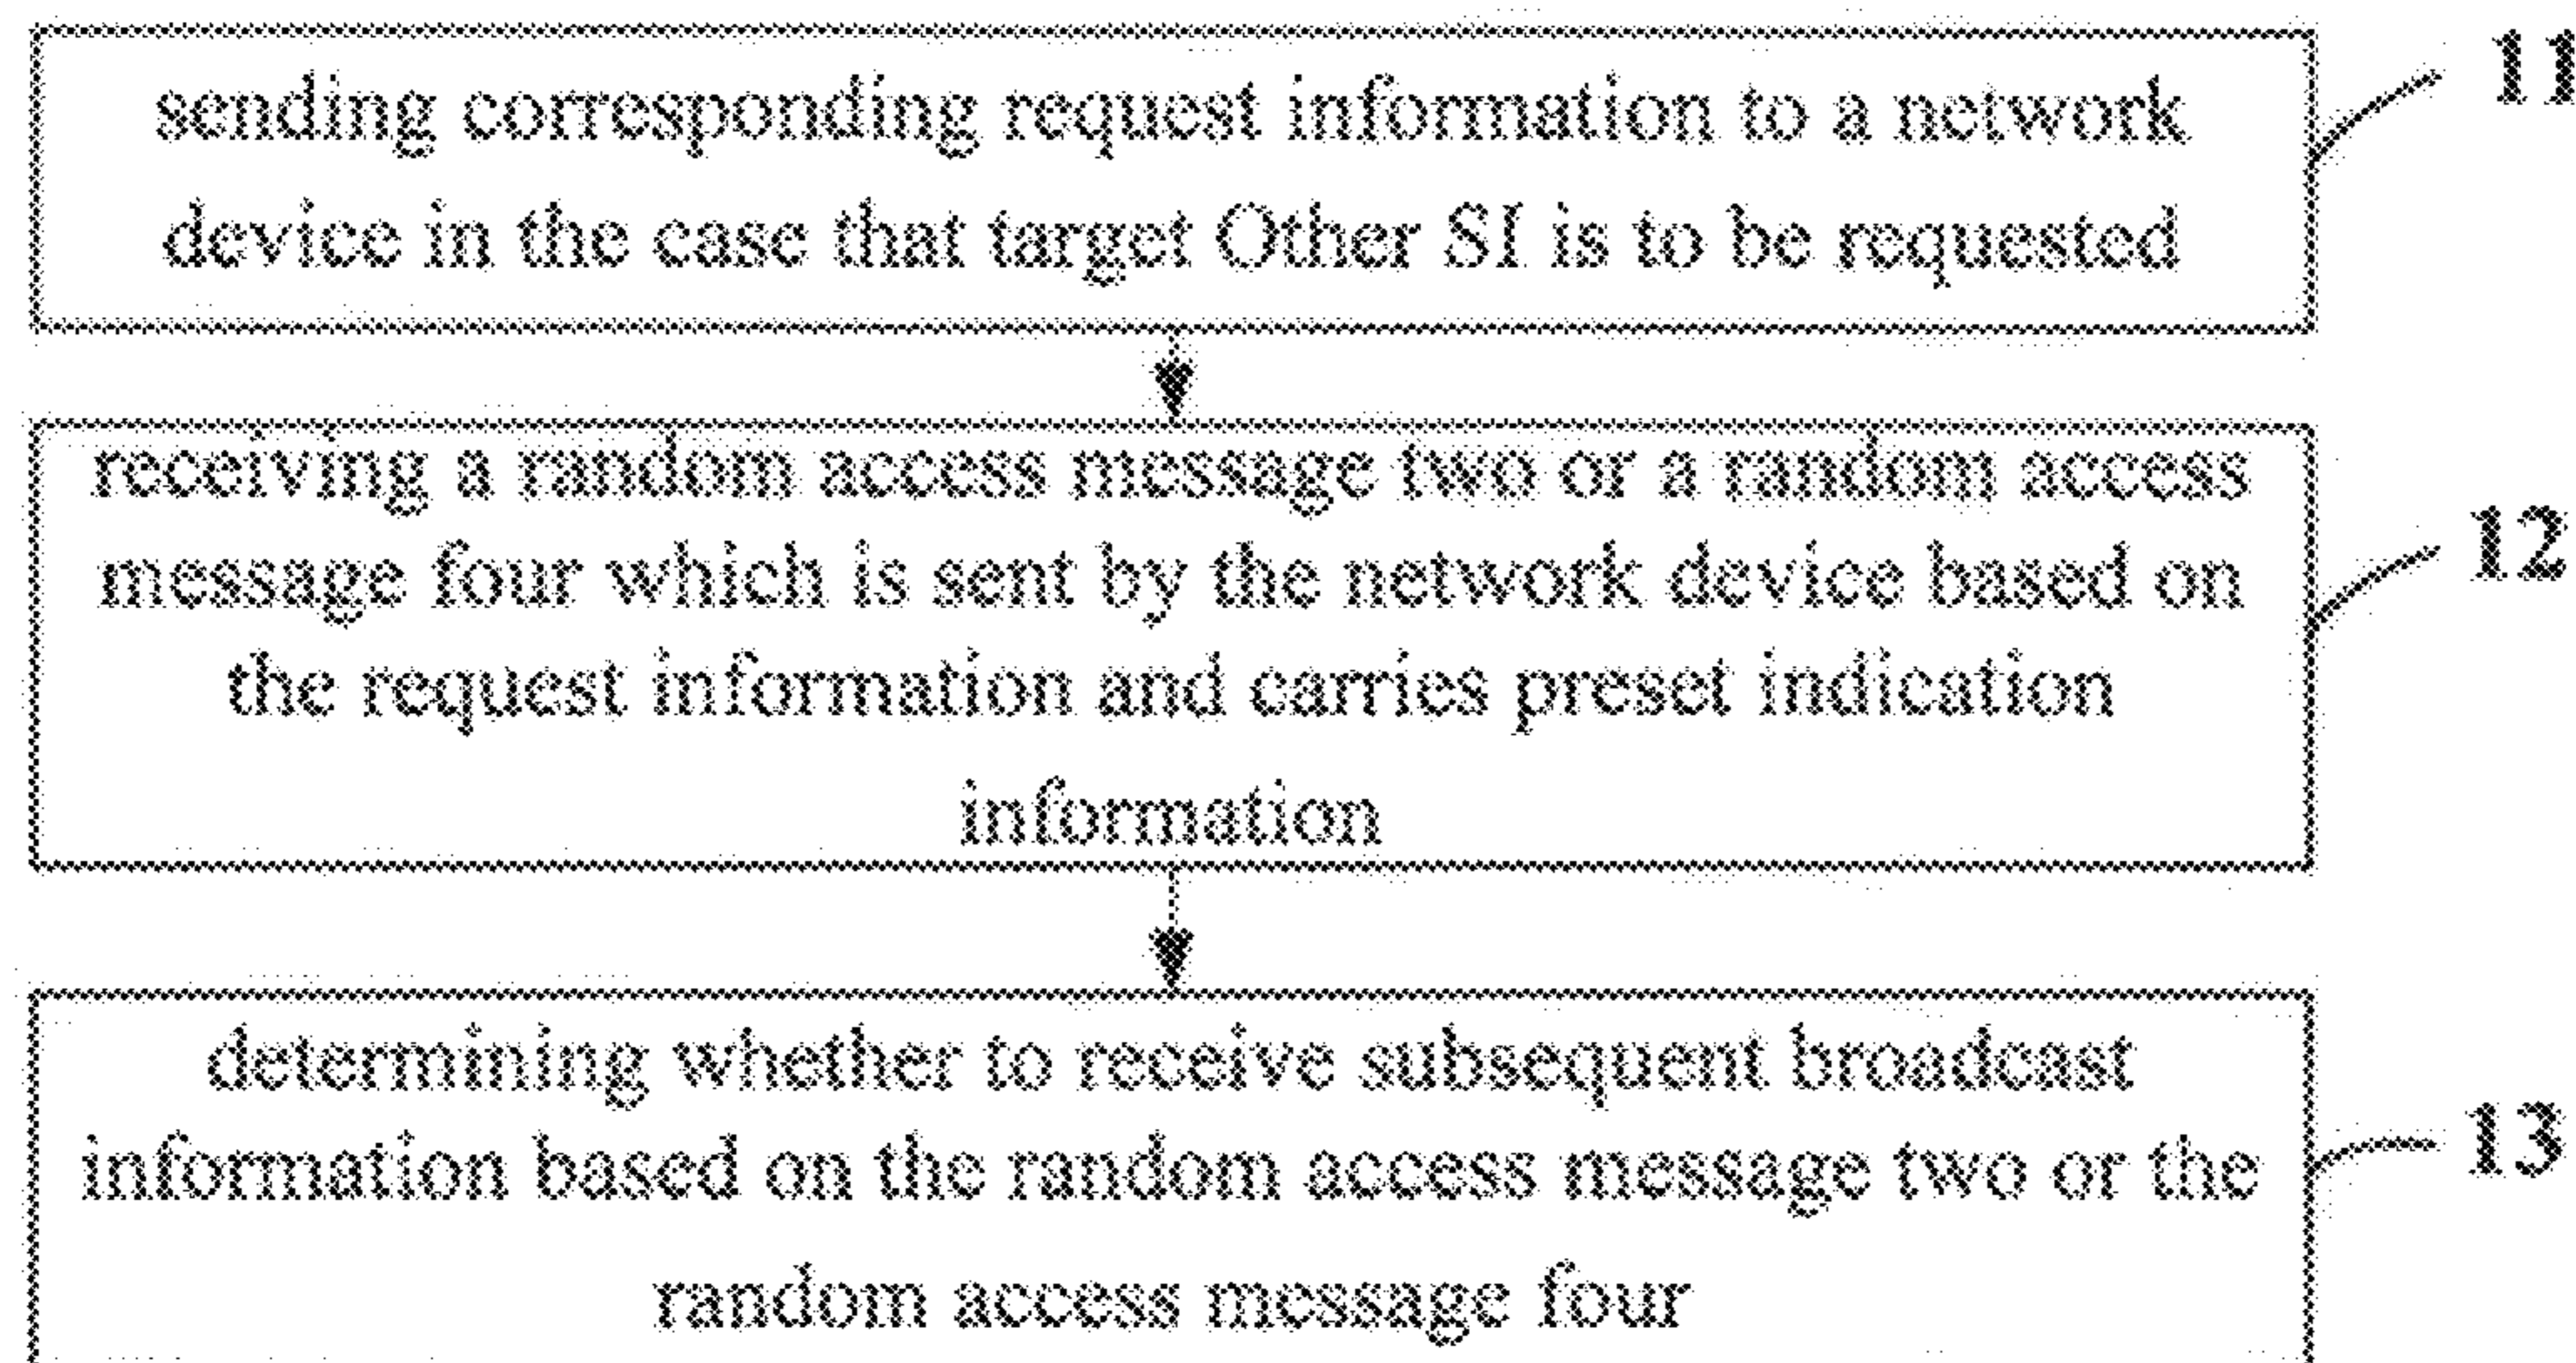 sending corresponding request information to a network
device in the case that target Other SI is to be requested
11
receiving a random access message two or a random access
message four which is sent by the network device based on
the request information and carries preset indication
information
12
determining whether to receive subsequent broadcast
information based on the random access message two or the
random access message four
13